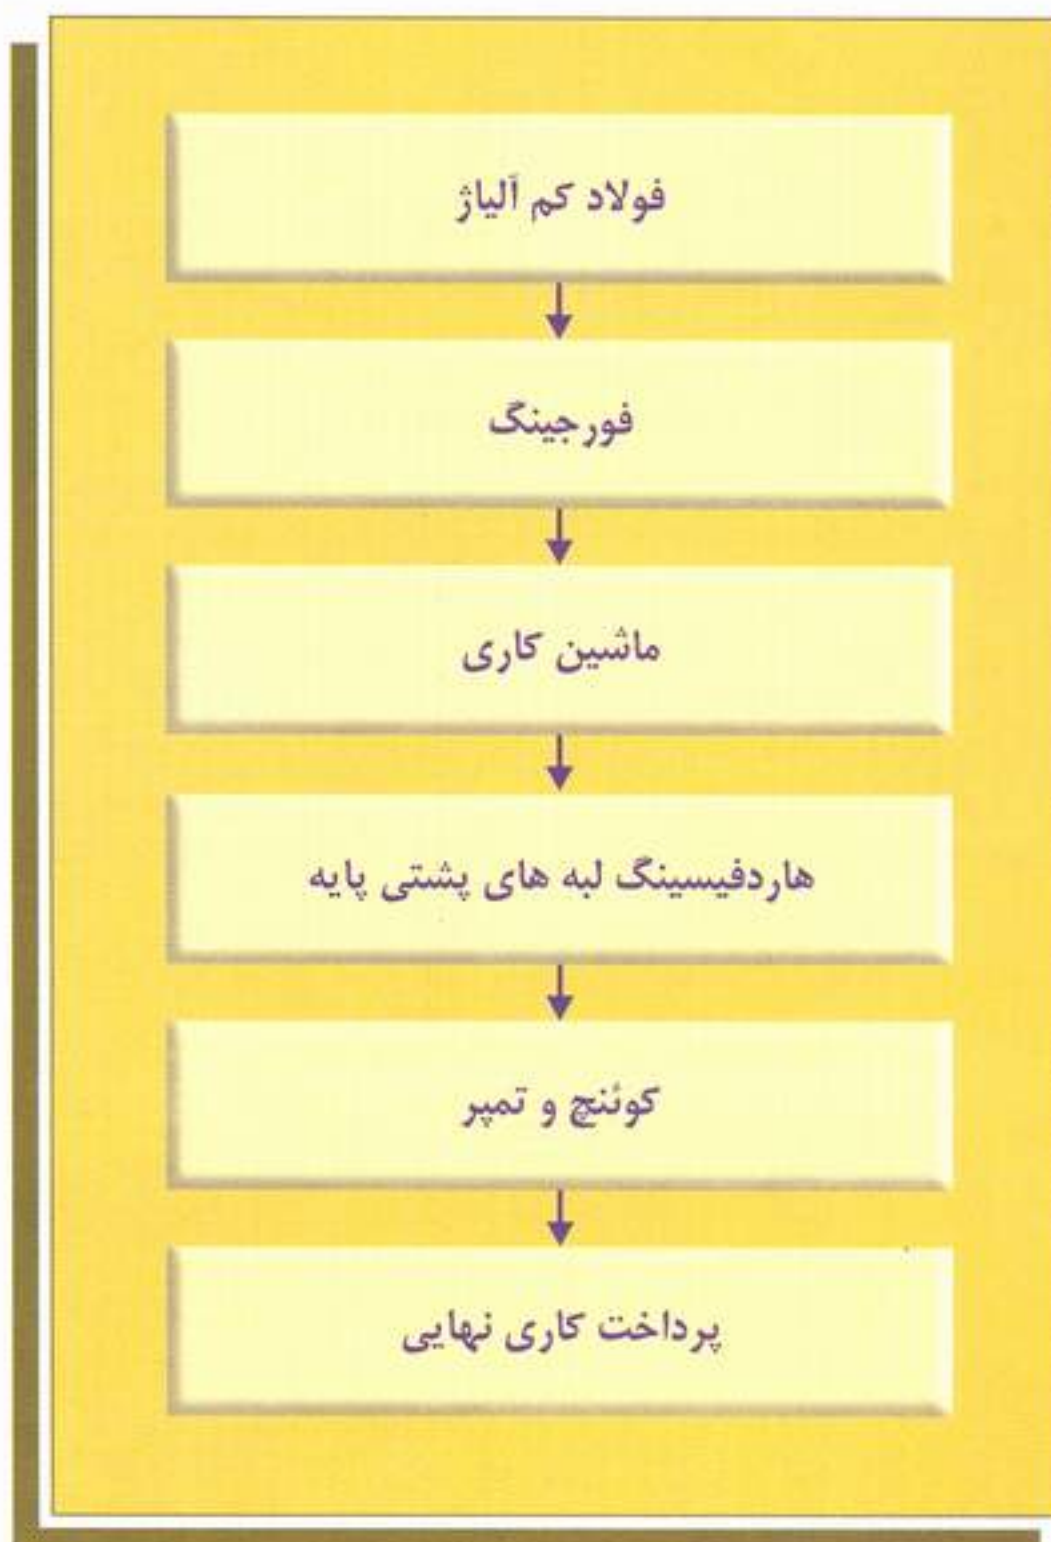 فولاد کم آلیاژ
فورجینگ
ماشین کاری
هاردفیسینگ لبه های پشتی پایه
کوئنچ و تمپر
پرداخت کاری نهایی